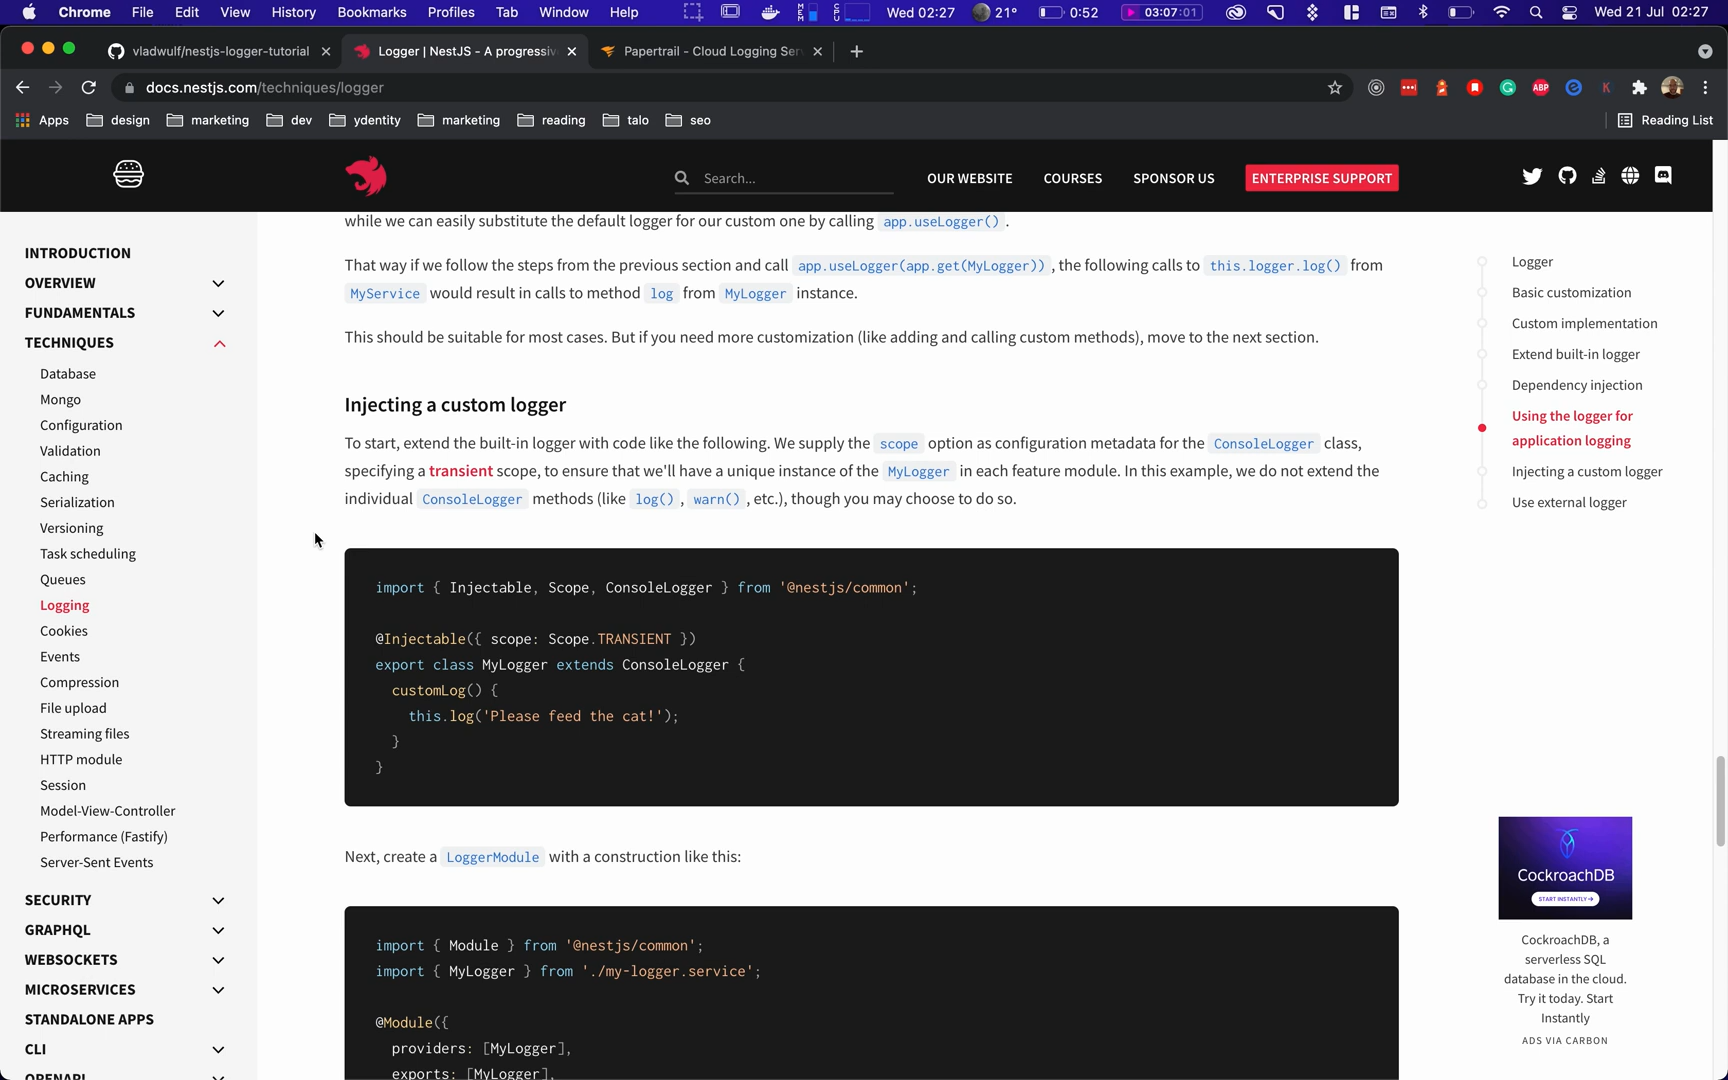 Chrome File Edit View History Bookmarks Profiles Tab Window Help Wed 02:27 21° 0:52 03:07:01 Wed 21 Jul 02:27
vladwulf/nestjs-logger-tutorial Logger | NestJS - A progressiv Papertrail - Cloud Logging Ser
docs.nestjs.com/techniques/logger
Apps design marketing dev ydentity marketing reading talo seo Reading List
Search... OUR WEBSITE COURSES SPONSOR US ENTERPRISE SUPPORT
INTRODUCTION
OVERVIEW
FUNDAMENTALS
TECHNIQUES
Database
Mongo
Configuration
Validation
Caching
Serialization
Versioning
Task scheduling
Queues
Logging
Cookies
Events
Compression
File upload
Streaming files
HTTP module
Session
Model-View-Controller
Performance (Fastify)
Server-Sent Events
SECURITY
GRAPHQL
WEBSOCKETS
MICROSERVICES
STANDALONE APPS
CLI
OPENAPI
while we can easily substitute the default logger for our custom one by calling app.useLogger() .
That way if we follow the steps from the previous section and call app.useLogger(app.get(MyLogger)) , the following calls to this.logger.log() from
MyService would result in calls to method log from MyLogger instance.
This should be suitable for most cases. But if you need more customization (like adding and calling custom methods), move to the next section.
Injecting a custom logger
To start, extend the built-in logger with code like the following. We supply the scope option as configuration metadata for the ConsoleLogger class,
specifying a transient scope, to ensure that we'll have a unique instance of the MyLogger in each feature module. In this example, we do not extend the
individual ConsoleLogger methods (like log() , warn() , etc.), though you may choose to do so.
import { Injectable, Scope, ConsoleLogger } from '@nestjs/common';
@Injectable({ scope: Scope.TRANSIENT })
export class MyLogger extends ConsoleLogger {
customLog() {
this.log('Please feed the cat!');
}
}
Next, create a LoggerModule with a construction like this:
import { Module } from '@nestjs/common';
import { MyLogger } from './my-logger.service';
@Module({
providers: [MyLogger],
exports: [MyLogger],
Logger
Basic customization
Custom implementation
Extend built-in logger
Dependency injection
Using the logger for
application logging
Injecting a custom logger
Use external logger
CockroachDB
START INSTANTLY
CockroachDB, a
serverless SQL
database in the cloud.
Try it today. Start
Instantly
ADS VIA CARBON